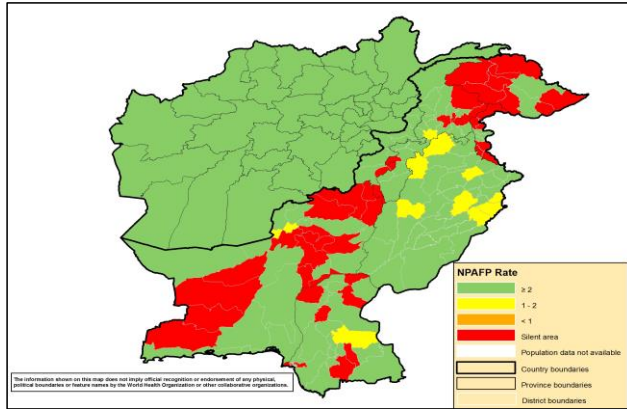 NPAFP Rate
≥ 2
1 - 2
< 1
Silent area
Population data not available
Country boundaries
Province boundaries
District boundaries
The information shown on this map does not imply official recognition or endorsement of any physical,
political boundaries or feature names by the World Health Organization or other collaborative organizations.